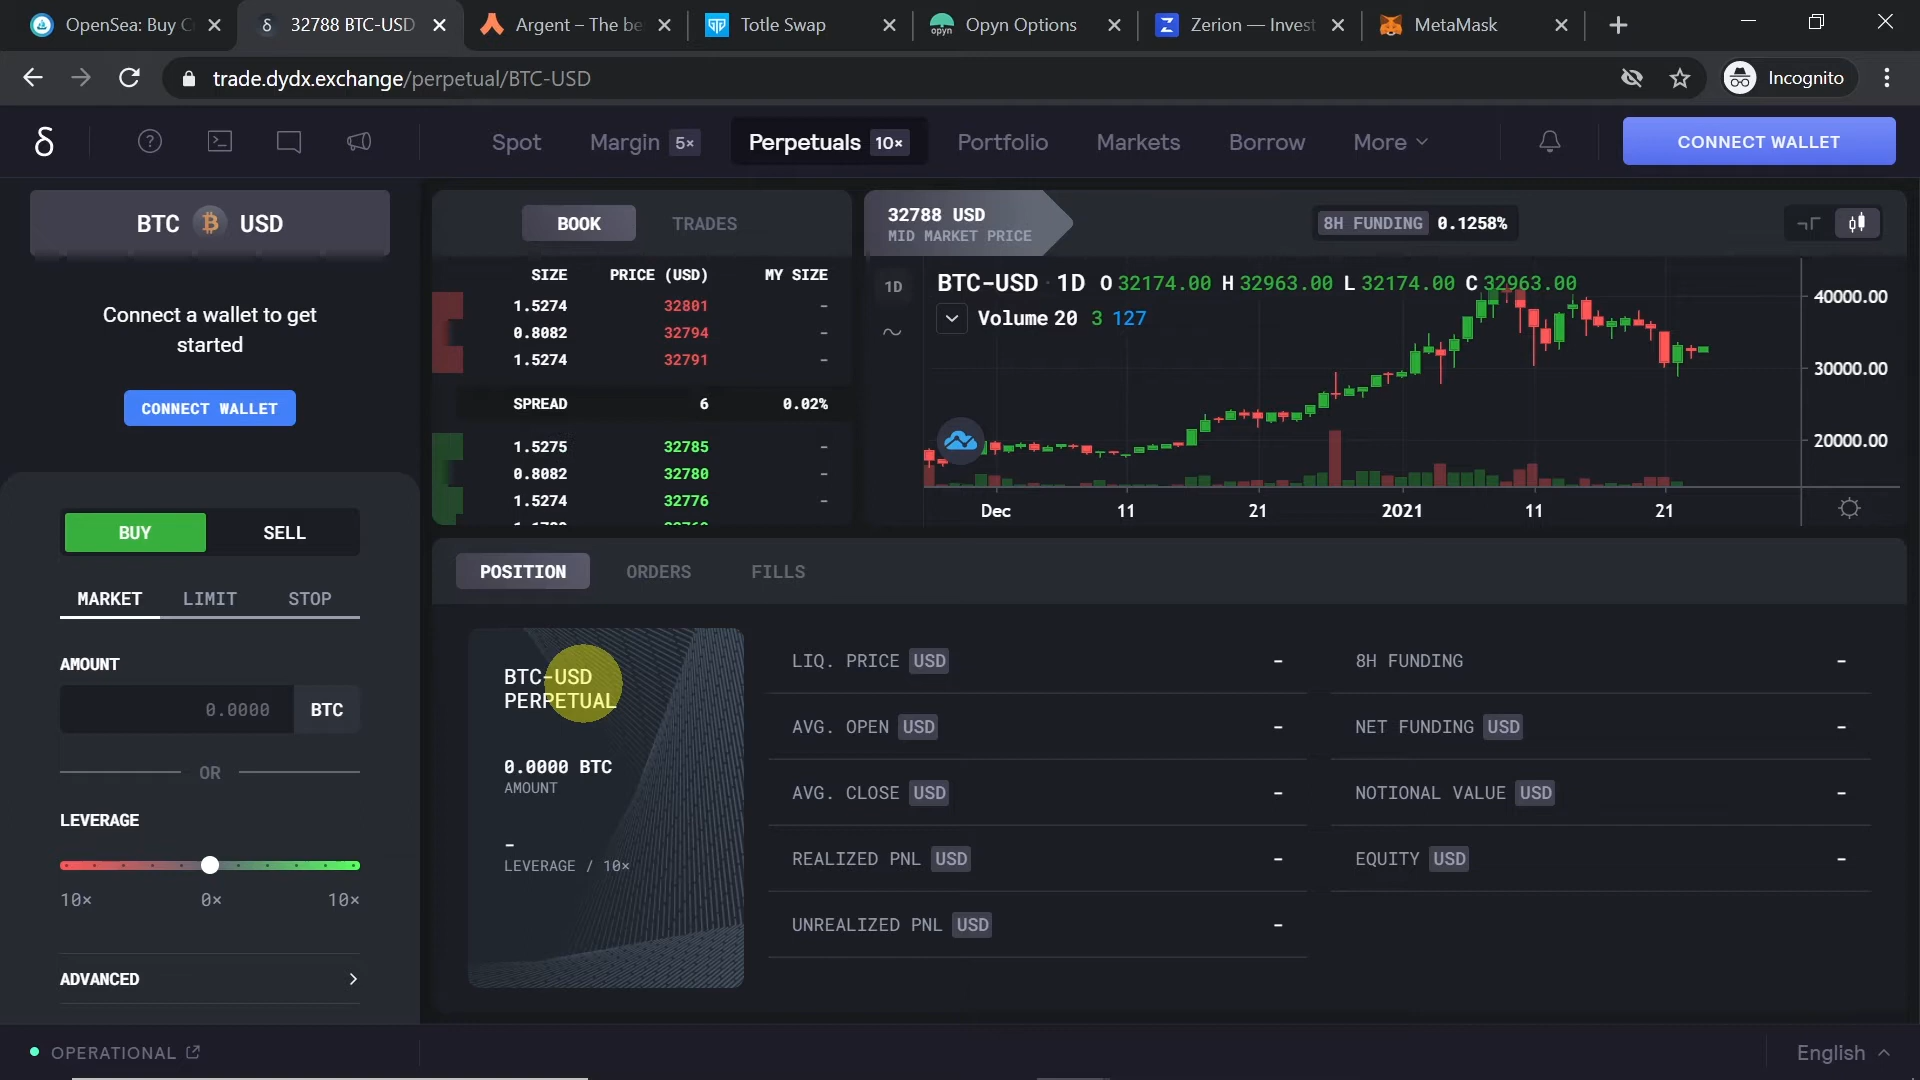 OpenSea: Buy C
32788 BTC-USD
Argent – The be
Totle Swap
opyn
Opyn Options
Zerion — Invest
MetaMask
trade.dydx.exchange/perpetual/BTC-USD
Incognito
Spot
Margin 5×
Perpetuals 10×
Portfolio
Markets
Borrow
More
CONNECT WALLET
BTC USD
Connect a wallet to get
started
CONNECT WALLET
BUY
SELL
MARKET
LIMIT
STOP
AMOUNT
0.0000 BTC
OR
LEVERAGE
10× 0× 10×
ADVANCED
BOOK
TRADES
SIZE PRICE (USD) MY SIZE
1.5274 32801 -
0.8082 32794 -
1.5274 32791 -
SPREAD 6 0.02%
1.5275 32785 -
0.8082 32780 -
1.5274 32776 -
32788 USD
MID MARKET PRICE
8H FUNDING 0.1258%
1D
BTC-USD · 1D O 32174.00 H 32963.00 L 32174.00 C 32963.00
Volume 20 3 127
40000.00
30000.00
20000.00
Dec 11 21 2021 11 21
POSITION
ORDERS
FILLS
BTC-USD
PERPETUAL
0.0000 BTC
AMOUNT
-
LEVERAGE / 10×
LIQ. PRICE USD -
AVG. OPEN USD -
AVG. CLOSE USD -
REALIZED PNL USD -
UNREALIZED PNL USD -
8H FUNDING -
NET FUNDING USD -
NOTIONAL VALUE USD -
EQUITY USD -
OPERATIONAL
English